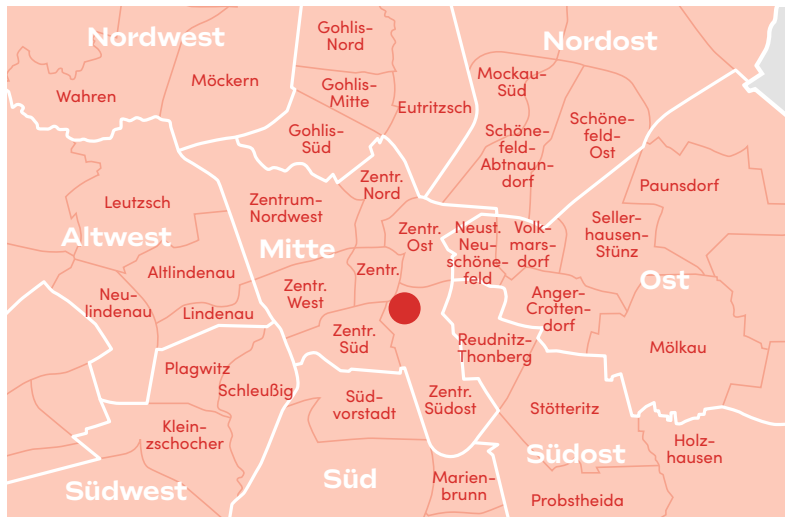 Nordwest
Gohlis-
Nord
Nordost
Möckern
Wahren
Gohlis-
Mitte
Eutritzsch
Mockau-
Süd
Gohlis-
Süd
Schöne-
feld-
Abtnaun-
dorf
Schöne-
feld-
Ost
Zentr.
Nord
Paunsdorf
Leutzsch
Zentrum-
Nordwest
Altwest
Mitte
Zentr.
Ost
Neust.
Neu-
schöne-
feld
Volk-
mars-
dorf
Seller-
hausen-
Stünz
Altlindenau
Zentr.
Ost
Neu-
lindenau
Zentr.
West
Anger-
Crotten-
dorf
Lindenau
Zentr.
Süd
Reudnitz-
Thonberg
Mölkau
Plagwitz
Schleußig
Süd-
vorstadt
Zentr.
Südost
Stötteritz
Klein-
zschocher
Holz-
hausen
Südwest
Süd
Marien-
brunn
Südost
Probstheida